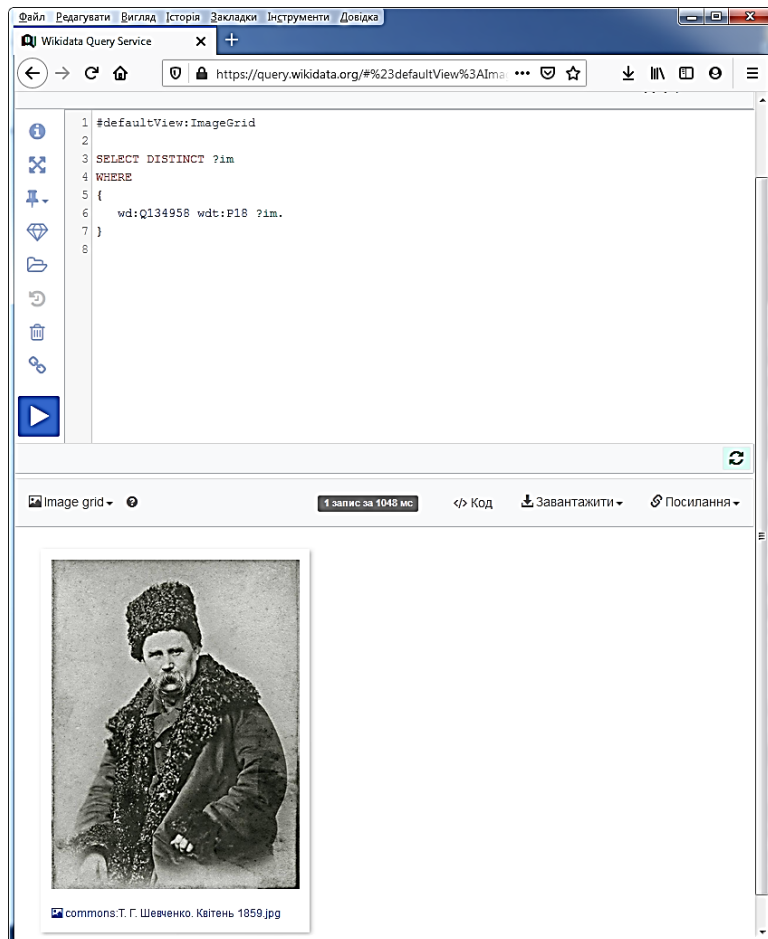 Файл Редагувати Вигляд Історія Закладки Інструменти Довідка
Wikidata Query Service
https://query.wikidata.org/#%23defaultView%3AIma
1 #defaultView:ImageGrid
2
3 SELECT DISTINCT ?im
4 WHERE
5 {
6 wd:Q134958 wdt:P18 ?im.
7 }
8
Image grid
1 запис за 1048 мс
</> Код
Завантажити
Посилання
commons:Т. Г. Шевченко. Квітень 1859.jpg